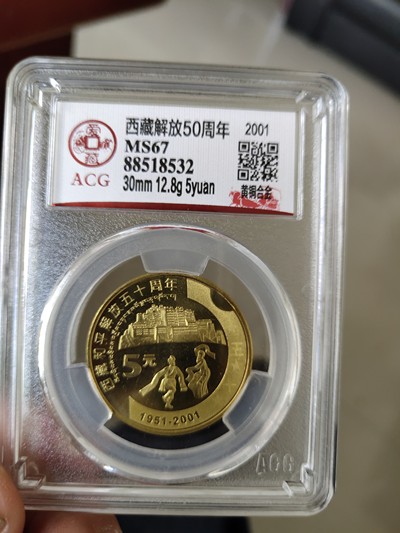 西藏解放50周年 2001
MS67
88518532
ACG
30mm 12.8g 5yuan
黄铜合金
西藏和平解放五十周年
5元
1951-2001
ACG